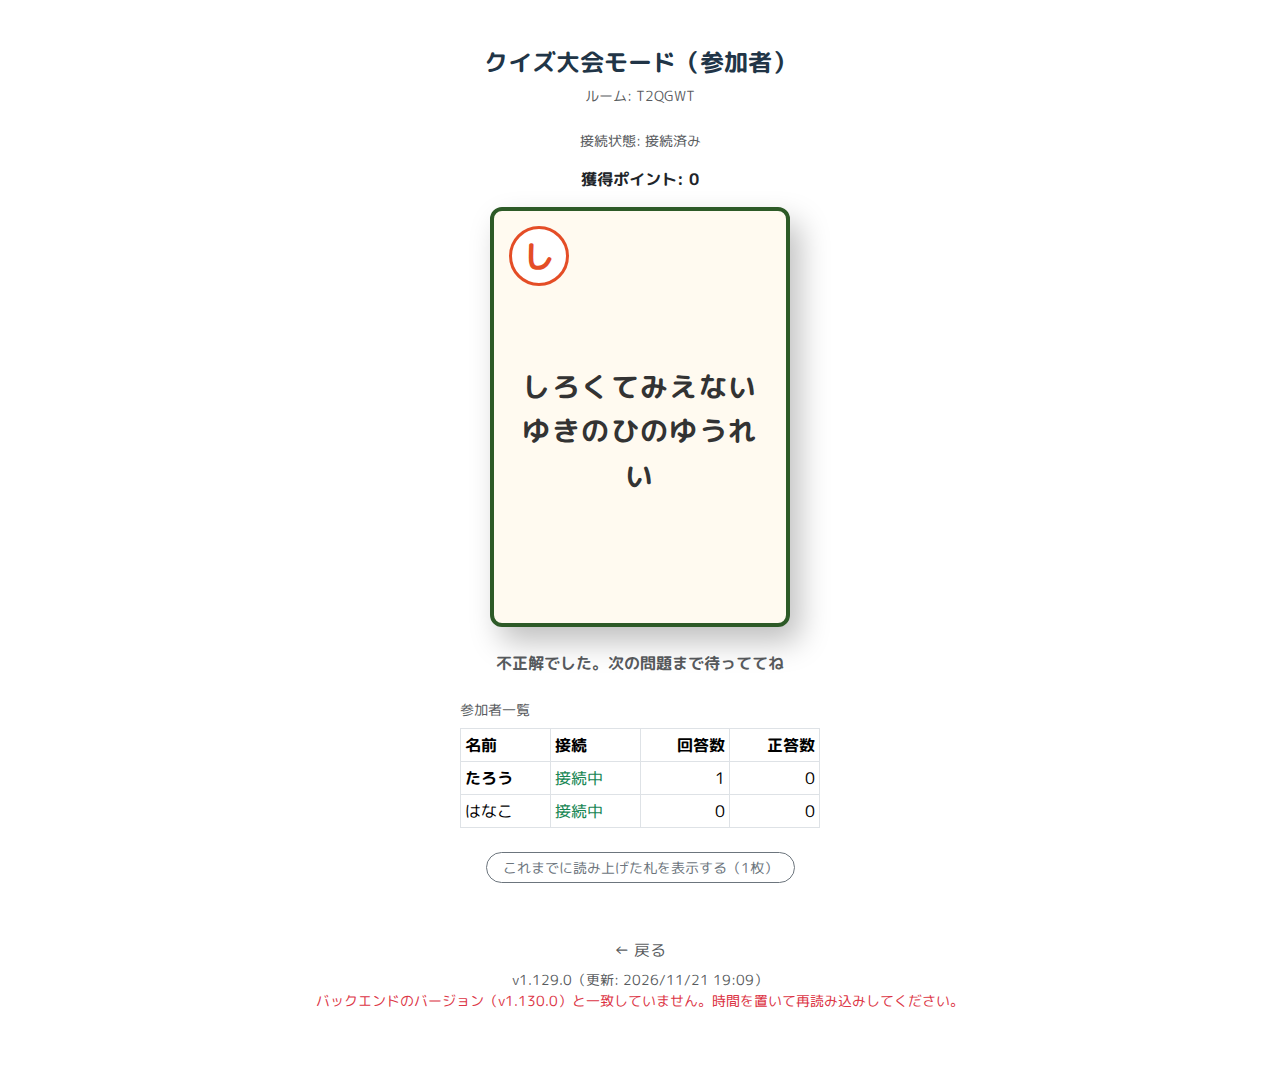 クイズ大会モード（参加者）
ルーム: T2QGWT
接続状態: 接続済み
獲得ポイント: 0
し
しろくてみえない
ゆきのひのゆうれ
い
不正解でした。次の問題まで待っててね
参加者一覧
名前 接続 回答数 正答数
たろう 接続中 1 0
はなこ 接続中 0 0
これまでに読み上げた札を表示する（1枚）
← 戻る
v1.129.0（更新: 2026/11/21 19:09）
バックエンドのバージョン（v1.130.0）と一致していません。時間を置いて再読み込みしてください。